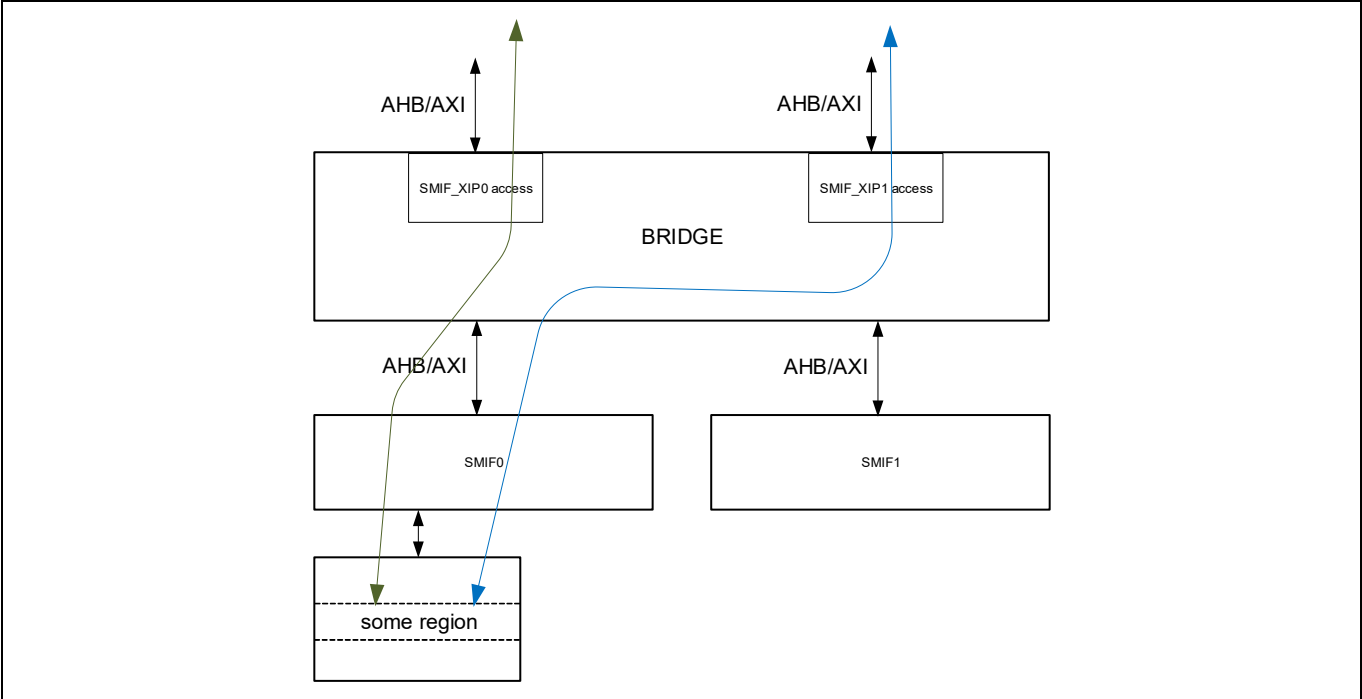 AHB/AXI
AHB/AXI
SMIF_XIP0 access
SMIF_XIP1 access
BRIDGE
AHB/AXI
AHB/AXI
SMIF0
SMIF1
some region